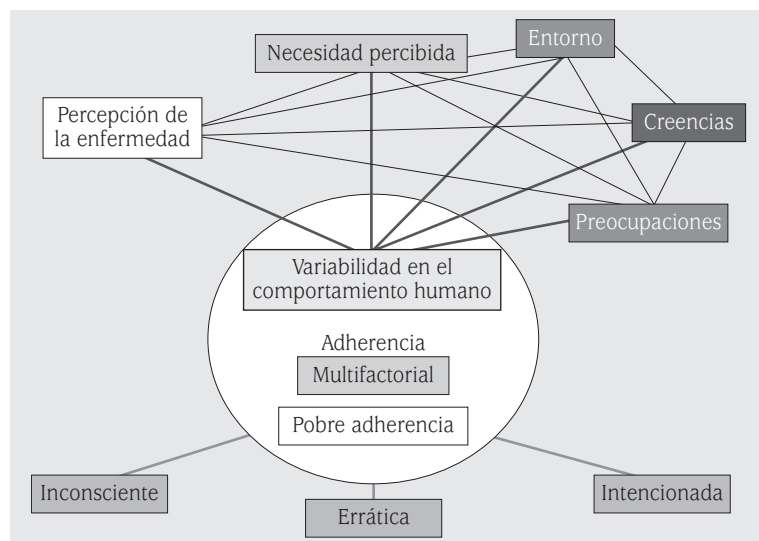 Entorno
Necesidad percibida
Percepción de
la enfermedad
Creencias
Preocupaciones
Variabilidad en el
comportamiento humano
Adherencia
Multifactorial
Pobre adherencia
Inconsciente
Errática
Intencionada